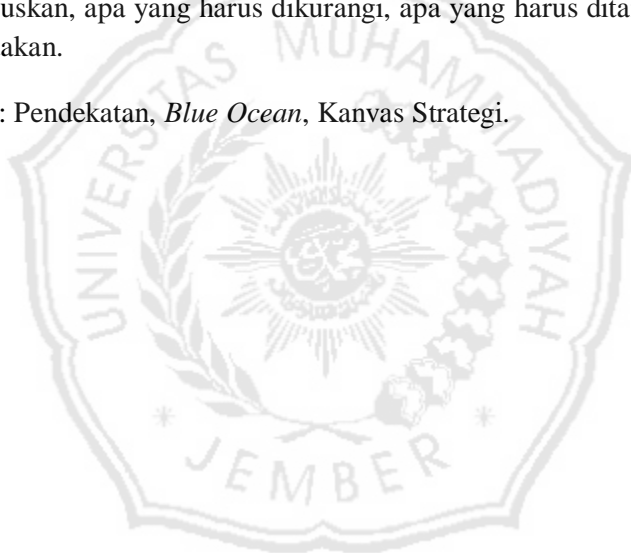 uskan, apa yang harus dikurangi, apa yang harus dita
akan.
: Pendekatan, Blue Ocean, Kanvas Strategi.
UNIVERSITAS MUHAMMADIYAH
* JEMBER *